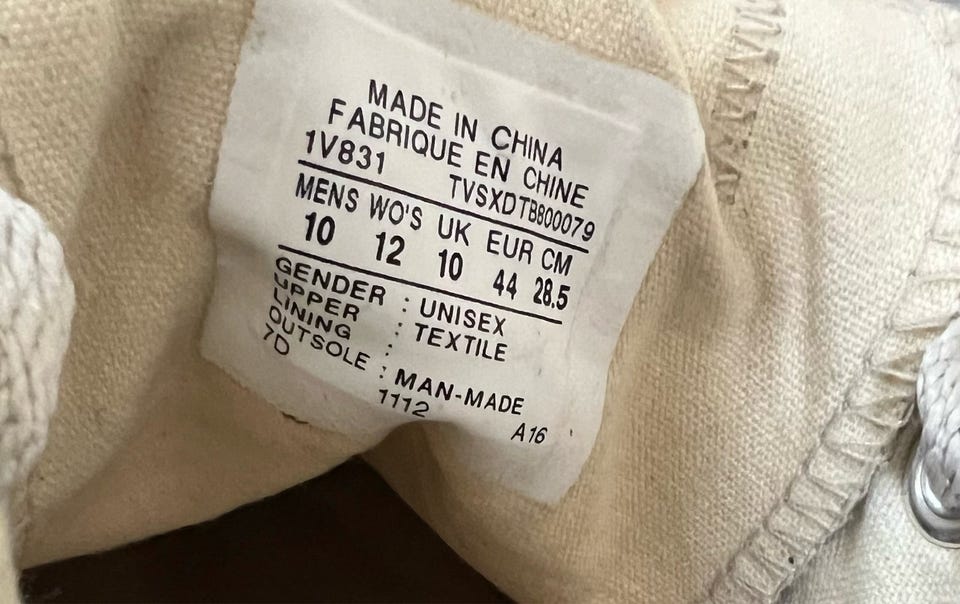 MADE IN CHINA
FABRIQUE EN CHINE
1V831 TVSXDTB800079
MENS WO'S UK EUR CM
10 12 10 44 28.5
GENDER : UNISEX
UPPER : TEXTILE
LINING :
OUTSOLE : MAN-MADE
7D 1112 A16